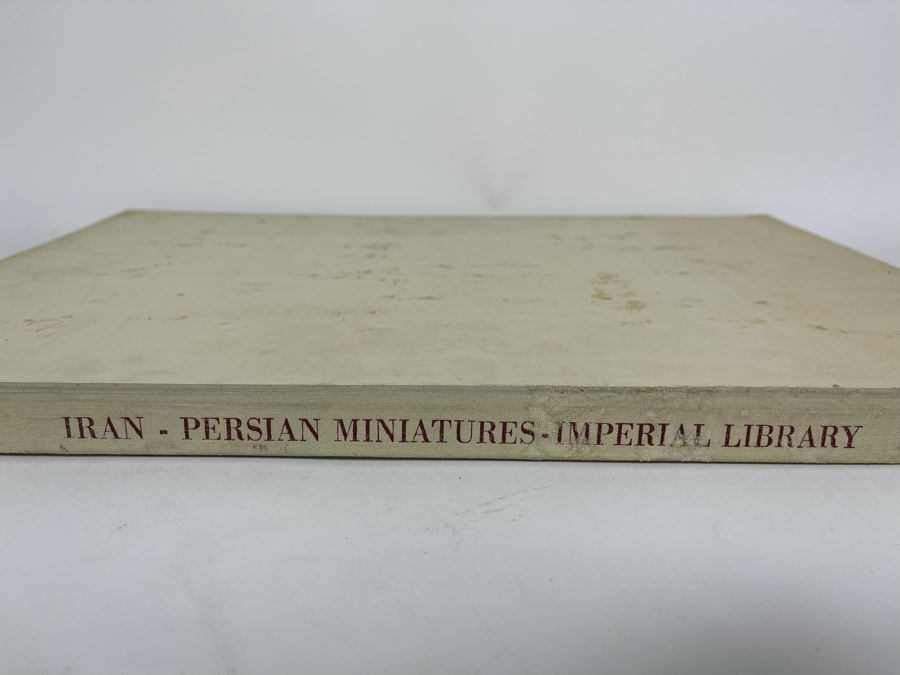 IRAN - PERSIAN MINIATURES - IMPERIAL LIBRARY